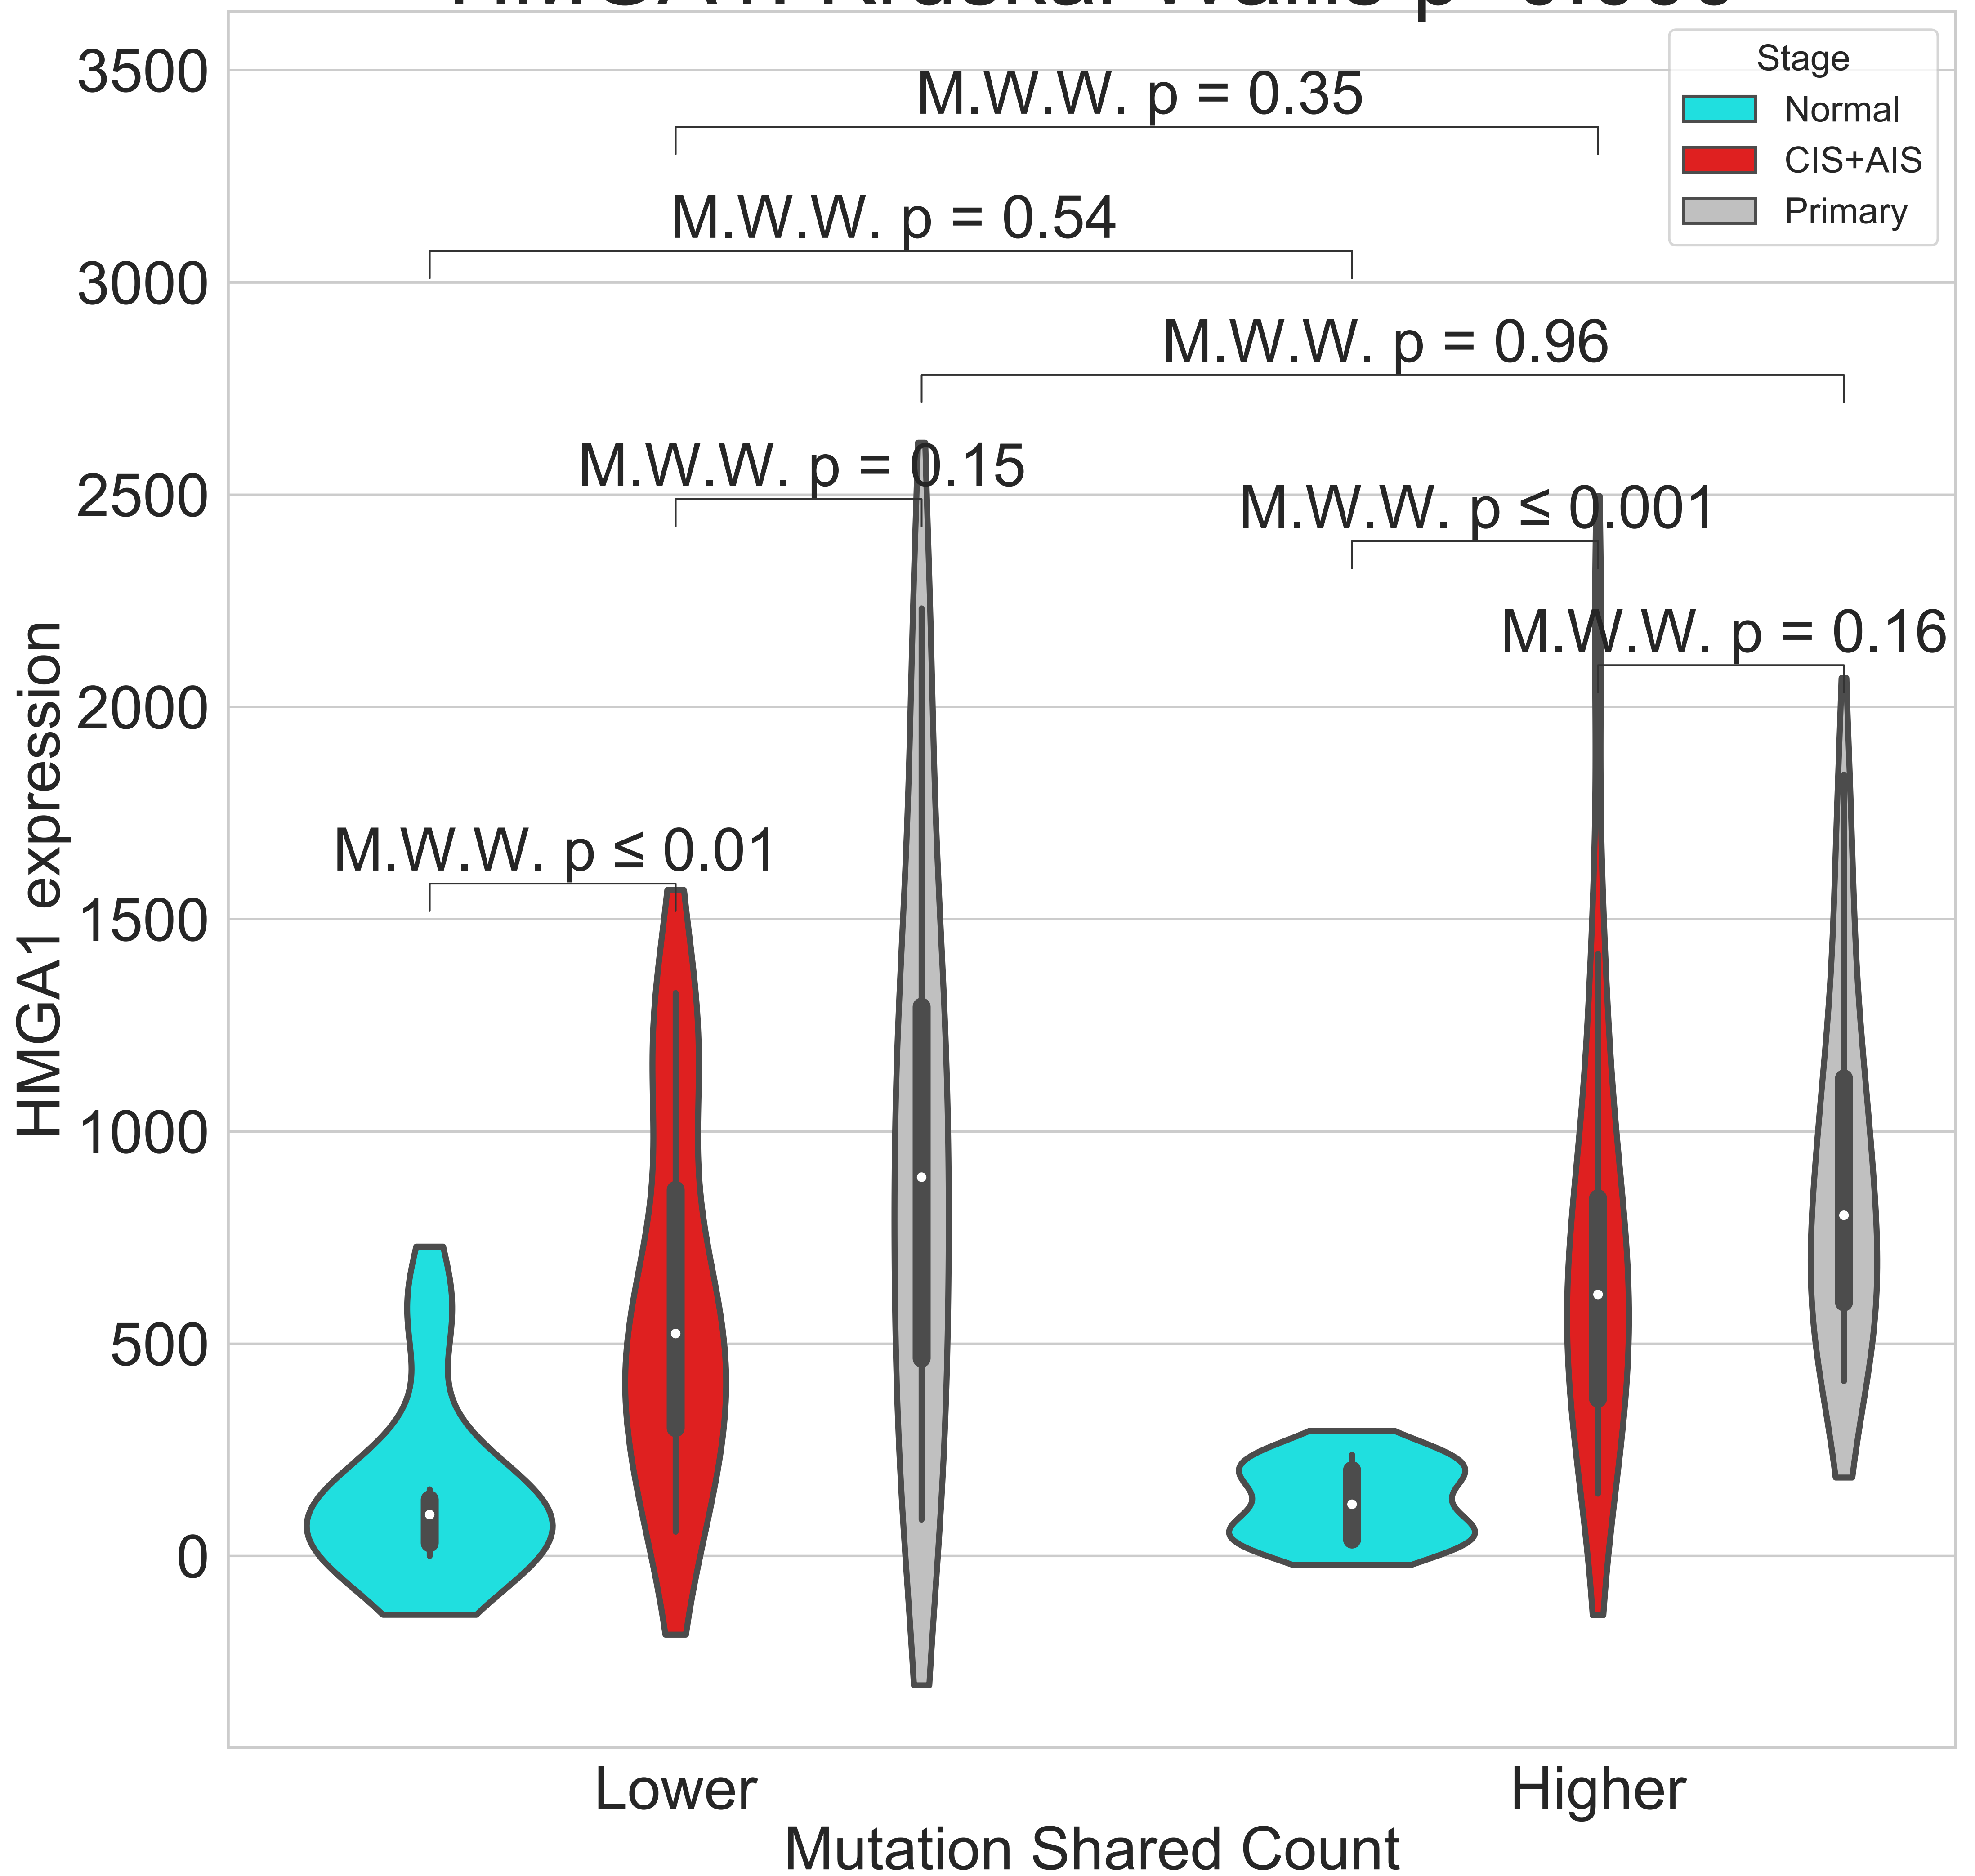 3500
3000
2500
2000
1500
1000
500
0
HMGA1 expression
Stage
Normal
CIS+AIS
Primary
M.W.W. p = 0.35
M.W.W. p = 0.54
M.W.W. p = 0.96
M.W.W. p = 0.15
M.W.W. p ≤ 0.001
M.W.W. p = 0.16
M.W.W. p ≤ 0.01
Lower
Higher
Mutation Shared Count